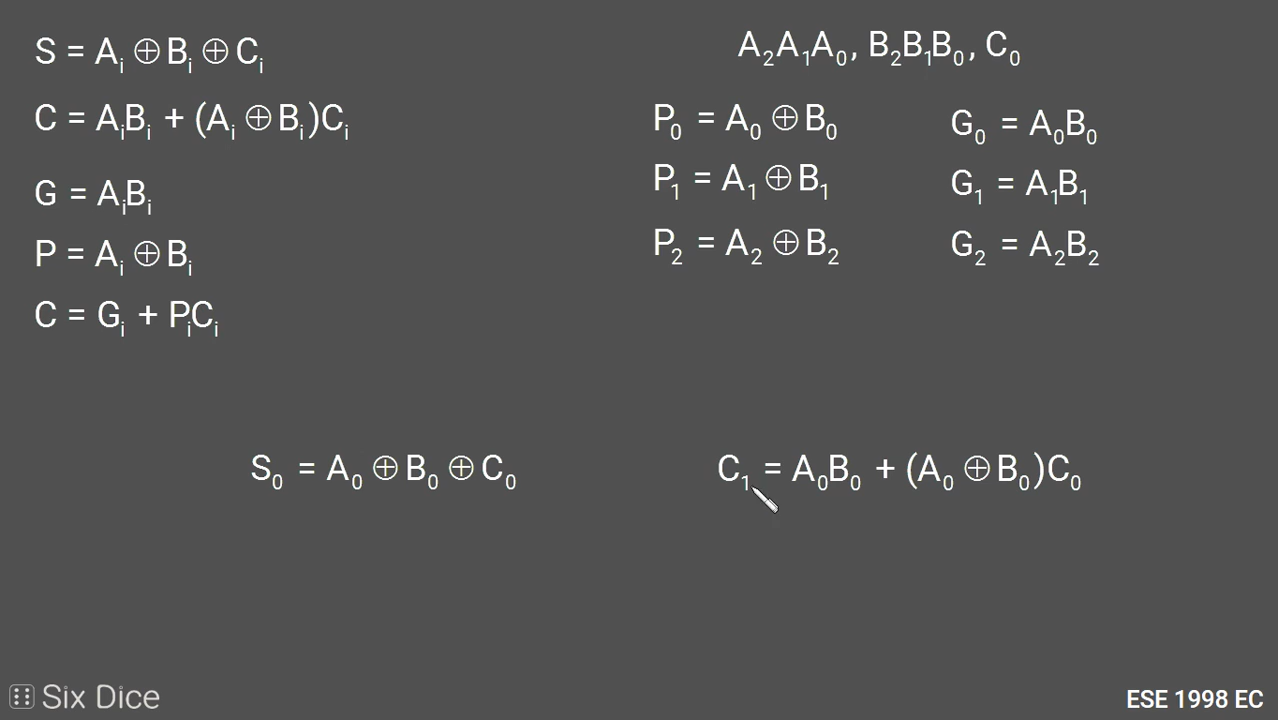 S = Aᵢ ⊕ Bᵢ ⊕ Cᵢ
C = AᵢBᵢ + (Aᵢ ⊕ Bᵢ)Cᵢ
G = AᵢBᵢ
P = Aᵢ ⊕ Bᵢ
C = Gᵢ + PᵢCᵢ
A₂A₁A₀, B₂B₁B₀, C₀
P₀ = A₀ ⊕ B₀
G₀ = A₀B₀
P₁ = A₁ ⊕ B₁
G₁ = A₁B₁
P₂ = A₂ ⊕ B₂
G₂ = A₂B₂
S₀ = A₀ ⊕ B₀ ⊕ C₀
C₁ = A₀B₀ + (A₀ ⊕ B₀)C₀
Six Dice
ESE 1998 EC